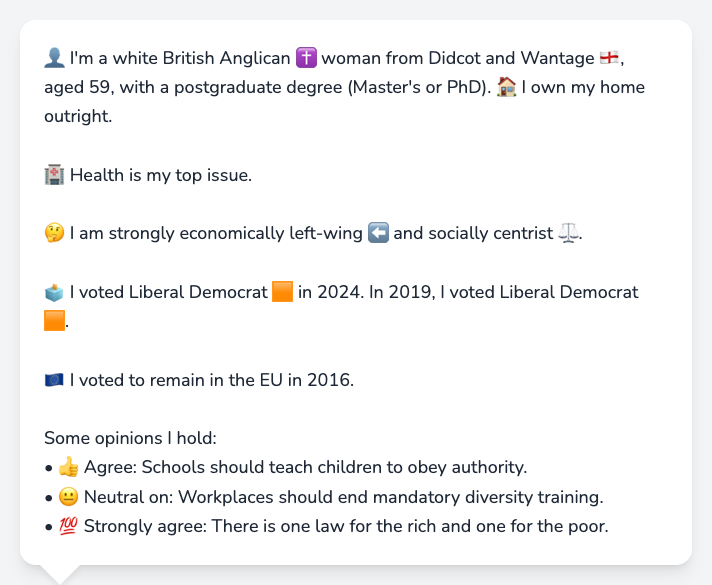 👤 I'm a white British Anglican ✝️ woman from Didcot and Wantage 🏴󠁧󠁢󠁥󠁮󠁧󠁿,
aged 59, with a postgraduate degree (Master's or PhD). 🏠 I own my home
outright.
🏥 Health is my top issue.
🤔 I am strongly economically left-wing ⬅️ and socially centrist ⚖️.
🗳️ I voted Liberal Democrat 🟧 in 2024. In 2019, I voted Liberal Democrat
🟧.
🇪🇺 I voted to remain in the EU in 2016.
Some opinions I hold:
• 👍 Agree: Schools should teach children to obey authority.
• 😐 Neutral on: Workplaces should end mandatory diversity training.
• 💯 Strongly agree: There is one law for the rich and one for the poor.